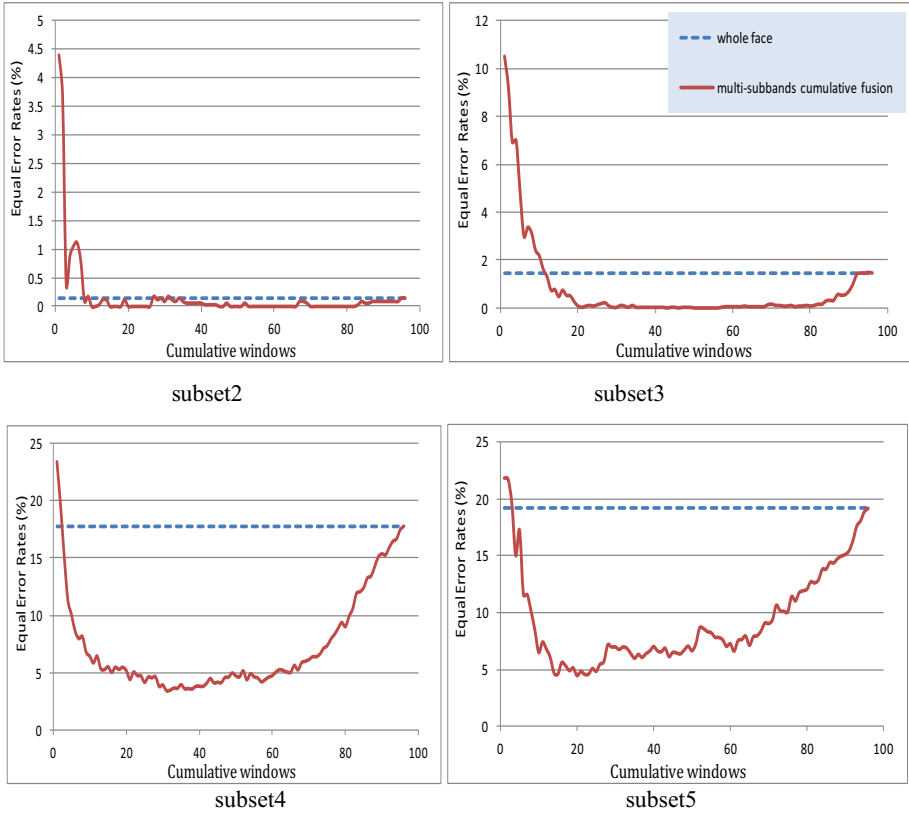 5
4.5
4
3.5
3
2.5
2
1.5
1
0.5
0
Equal Error Rates (%)
0 20 40 60 80 100
Cumulative windows
subset2
12
10
8
6
4
2
0
Equal Error Rates (%)
whole face
multi-subbands cumulative fusion
0 20 40 60 80 100
Cumulative windows
subset3
25
20
15
10
5
0
Equal Error Rates (%)
0 20 40 60 80 100
Cumulative windows
subset4
25
20
15
10
5
0
Equal Error Rates (%)
0 20 40 60 80 100
Cumulative windows
subset5